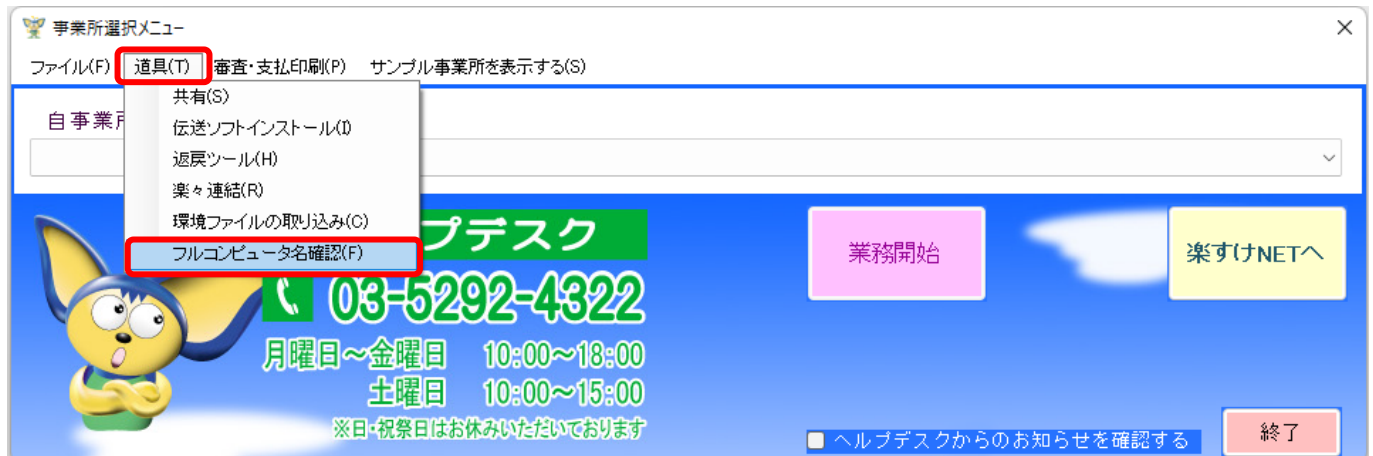 事業所選択メニュー
ファイル(F) 道具(T) 審査・支払印刷(P) サンプル事業所を表示する(S)
共有(S)
自事業所
伝送ソフトインストール(I)
返戻ツール(H)
楽々連結(R)
環境ファイルの取り込み(C)
フルコンピュータ名確認(F)
プデスク
業務開始
楽すけNETへ
03-5292-4322
月曜日~金曜日 10:00~18:00
土曜日 10:00~15:00
※日・祝祭日はお休みいただいております
ヘルプデスクからのお知らせを確認する
終了